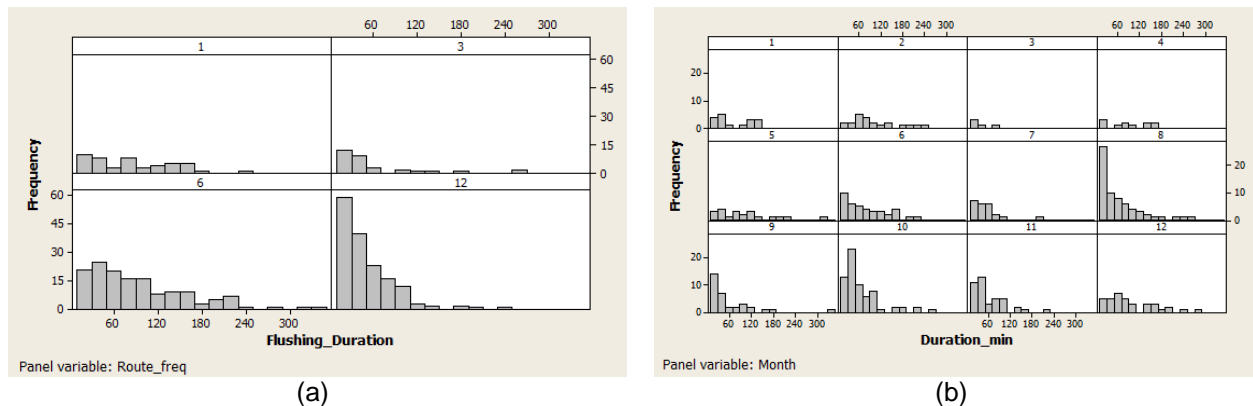 60 120 180 240 300
1 3
60
45
30
15
0
6 12
60
45
30
15
0
60 120 180 240 300
Frequency
Flushing_Duration
Panel variable: Route_freq
(a)
60 120 180 240 300 60 120 180 240 300
1 2 3 4
20
10
0
5 6 7 8
20
10
0
9 10 11 12
20
10
0
60 120 180 240 300 60 120 180 240 300
Frequency
Duration_min
Panel variable: Month
(b)